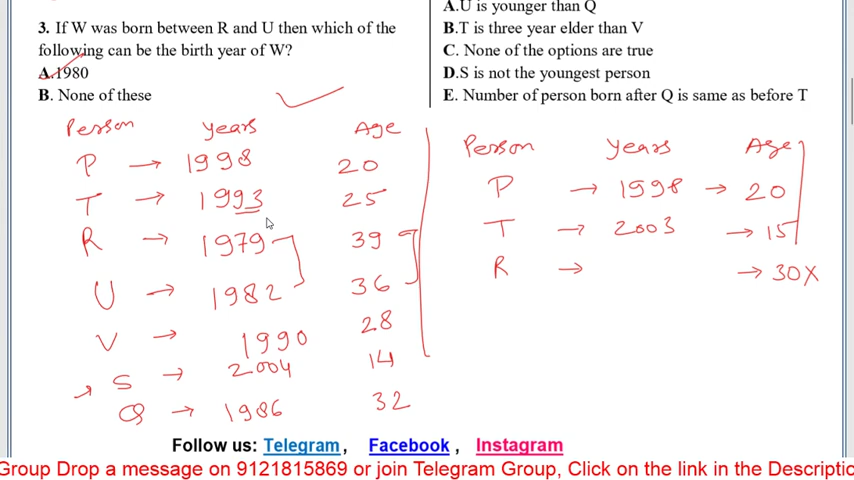 3. If W was born between R and U then which of the
following can be the birth year of W?
A. 1980
B. None of these
A.U is younger than Q
B.T is three year elder than V
C. None of the options are true
D.S is not the youngest person
E. Number of person born after Q is same as before T
Person years Age
P → 1998 20
T → 1993 25
R → 1979 39
U → 1982 36
V → 1990 28
→ S → 2004 14
Q → 1986 32
Person years Age
P → 1998 → 20
T → 2003 → 15
R → → 30X
Follow us: Telegram, Facebook, Instagram
Group Drop a message on 9121815869 or join Telegram Group, Click on the link in the Descriptio